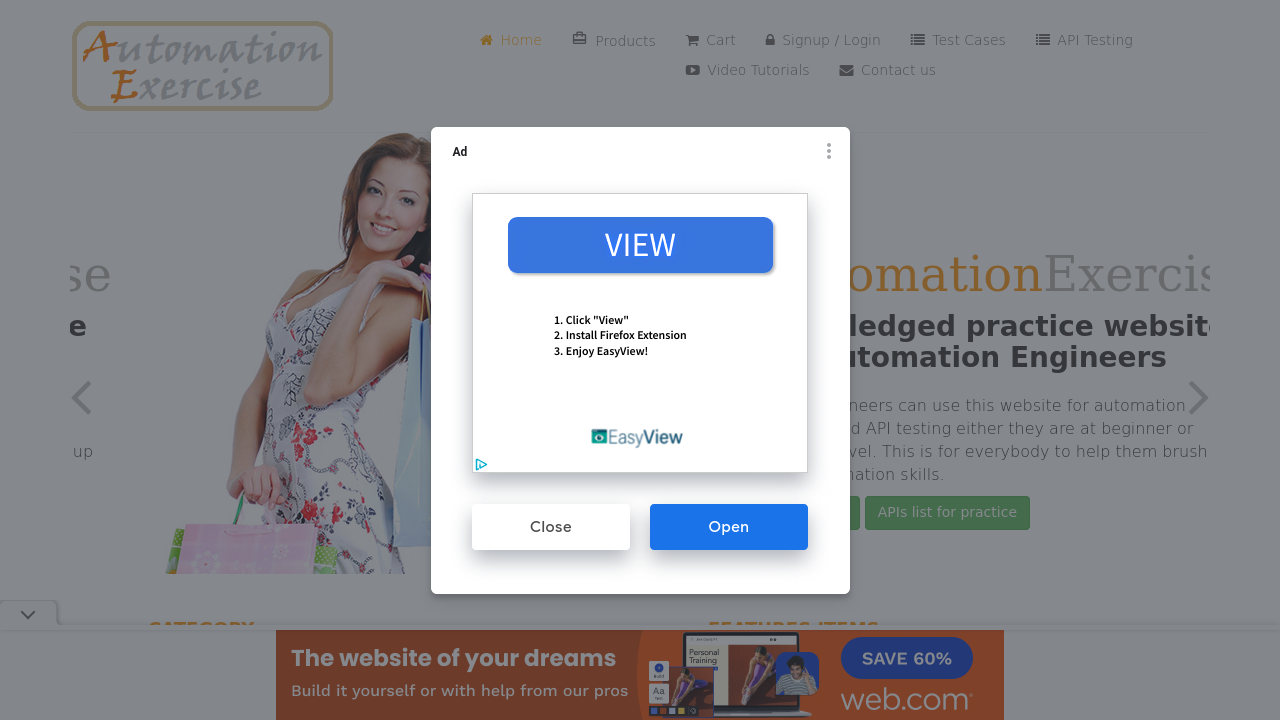 Automation
Exercise
Home
Products
Cart
Signup / Login
Test Cases
API Testing
Video Tutorials
Contact us
Ad
VIEW
1. Click "View"
2. Install Firefox Extension
3. Enjoy EasyView!
EasyView
Close
Open
se
e
up
omationExercis
ledged practice websit
utomation Engineers
neers can use this website for automation
d API testing either they are at beginner or
vel. This is for everybody to help them brush
nation skills.
APIs list for practice
CATEGORY
FEATURES ITEMS
The website of your dreams
Build it yourself or with help from our pros
Personal
Training
Build
Aa
SAVE 60%
web.com